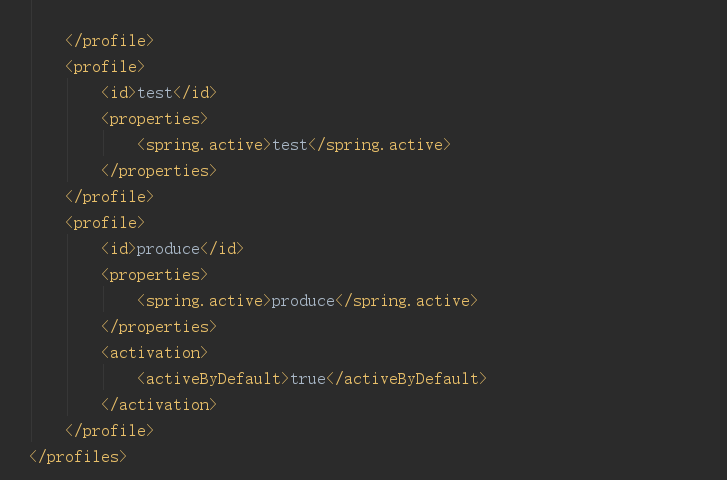 </profile>
<profile>
<id>test</id>
<properties>
<spring.active>test</spring.active>
</properties>
</profile>
<profile>
<id>produce</id>
<properties>
<spring.active>produce</spring.active>
</properties>
<activation>
<activeByDefault>true</activeByDefault>
</activation>
</profile>
</profiles>